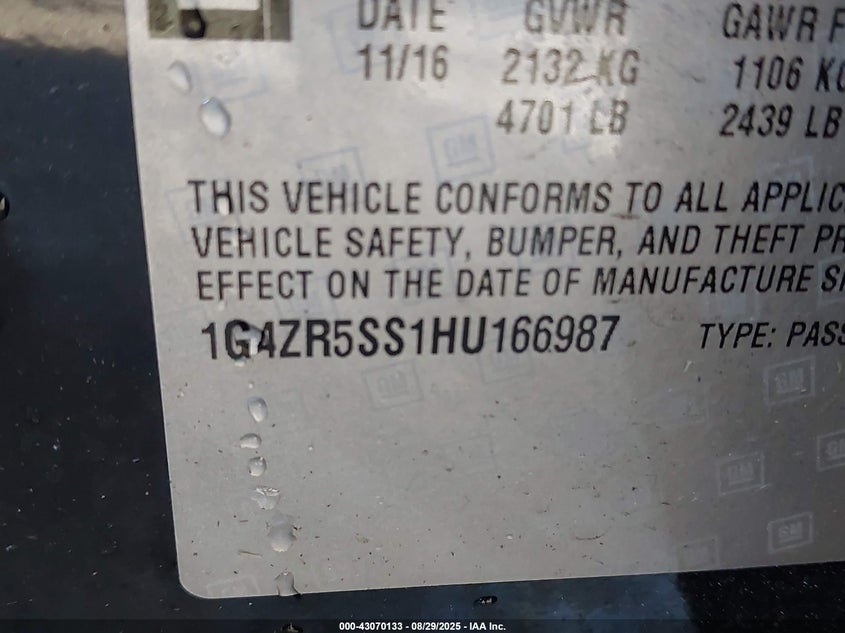 DATE GVWR GAWR F
11/16 2132 KG 1106 KG
4701 LB 2439 LB
THIS VEHICLE CONFORMS TO ALL APPLIC
VEHICLE SAFETY, BUMPER, AND THEFT PR
EFFECT ON THE DATE OF MANUFACTURE S
1G4ZR5SS1HU166987 TYPE: PASS
000-43070133 - 08/29/2025 - IAA Inc.